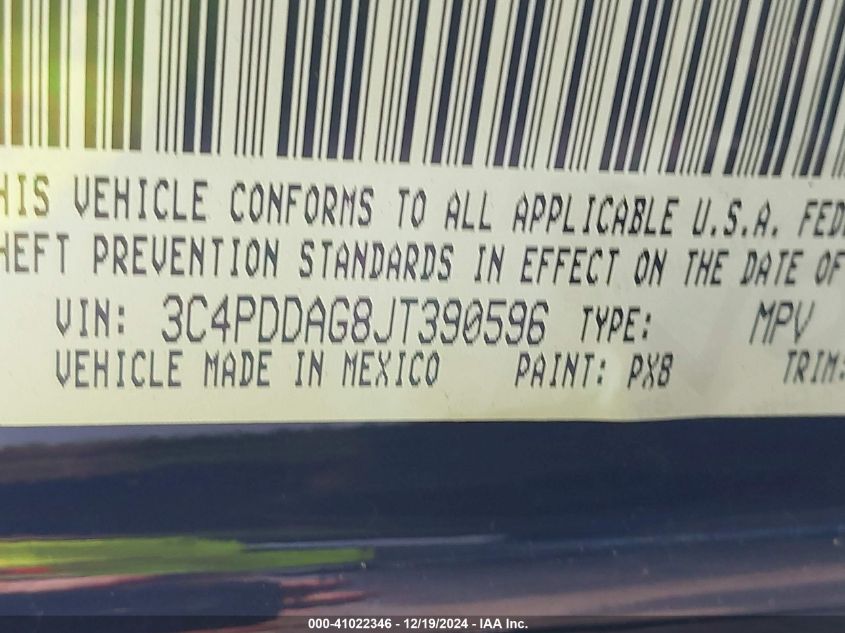 HIS VEHICLE CONFORMS TO ALL APPLICABLE U.S.A. FEDE
HEFT PREVENTION STANDARDS IN EFFECT ON THE DATE OF
VIN: 3C4PDDAG8JT390596 TYPE: MPV
VEHICLE MADE IN MEXICO PAINT: PX8 TRIM:
000-41022346 - 12/19/2024 - IAA Inc.